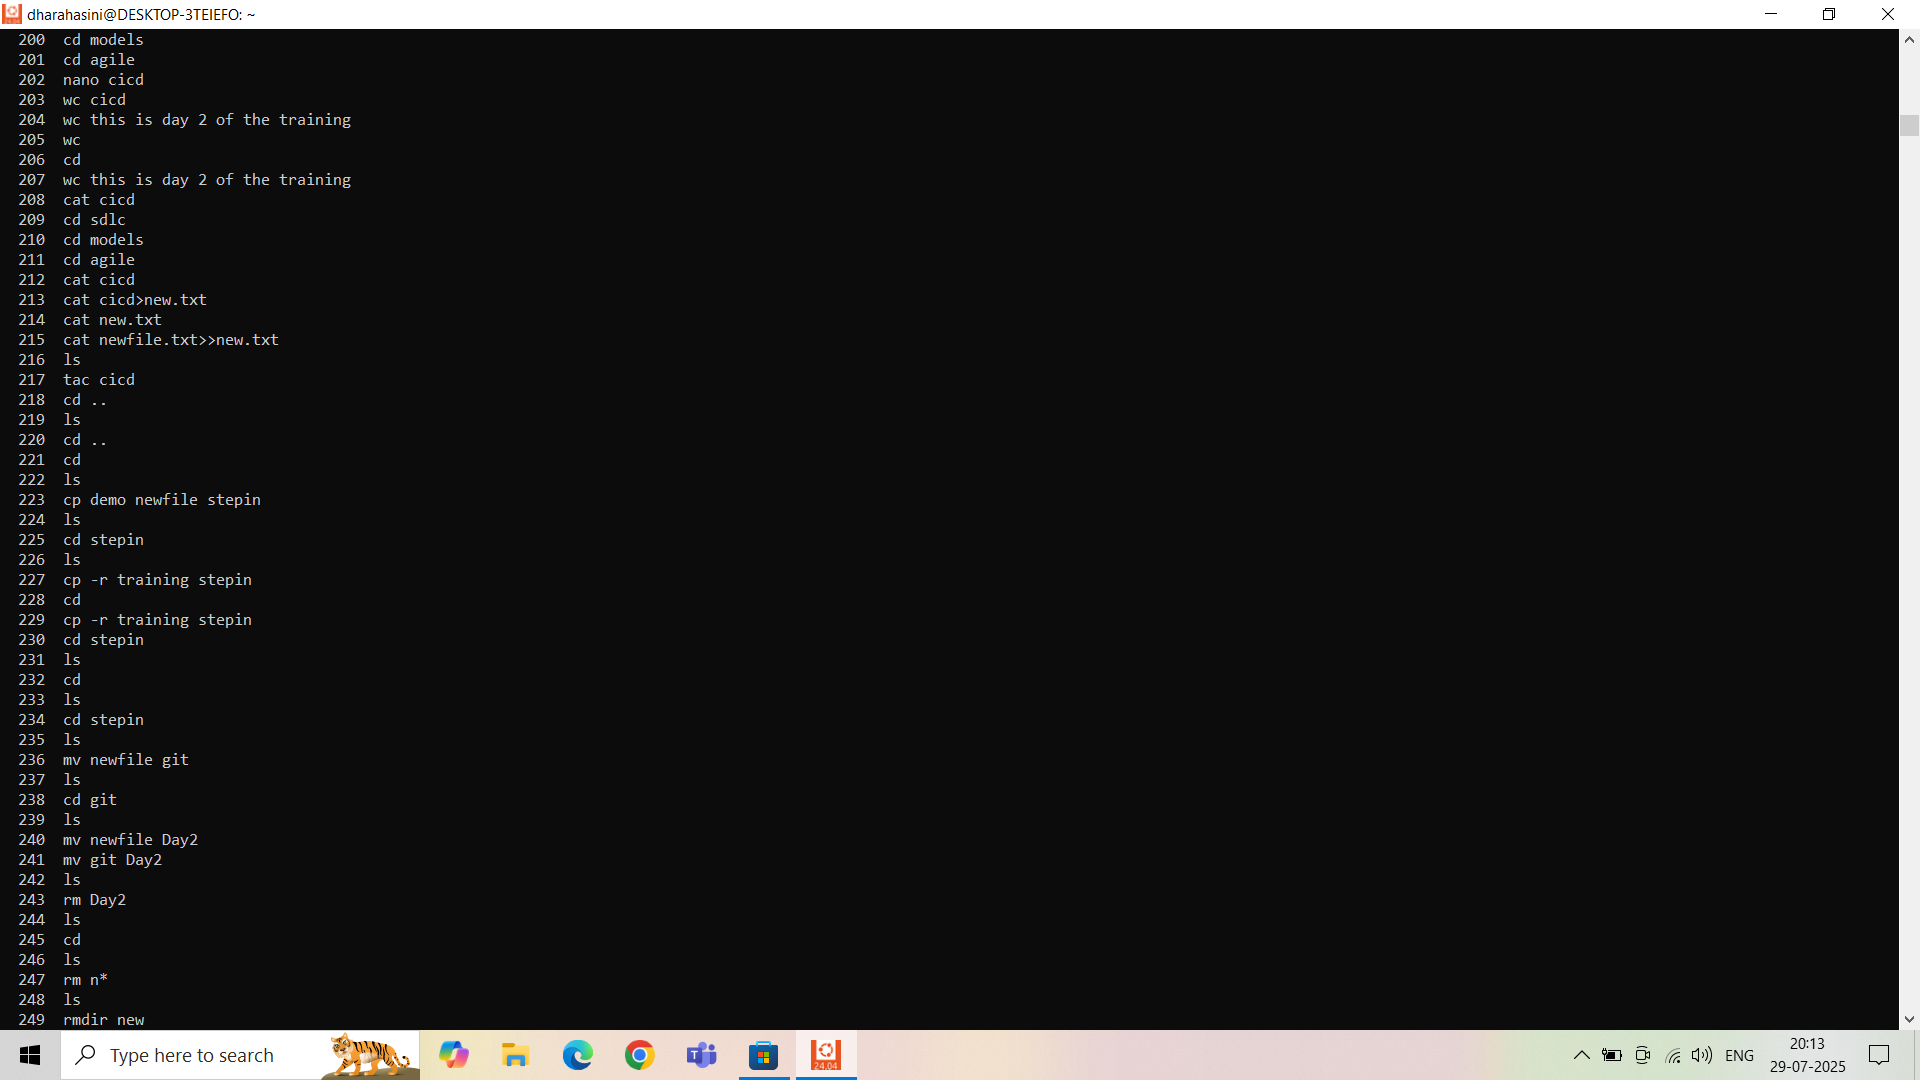 dharahasini@DESKTOP-3TEIEFO: ~
200 cd models
201 cd agile
202 nano cicd
203 wc cicd
204 wc this is day 2 of the training
205 wc
206 cd
207 wc this is day 2 of the training
208 cat cicd
209 cd sdlc
210 cd models
211 cd agile
212 cat cicd
213 cat cicd>new.txt
214 cat new.txt
215 cat newfile.txt>>new.txt
216 ls
217 tac cicd
218 cd ..
219 ls
220 cd ..
221 cd
222 ls
223 cp demo newfile stepin
224 ls
225 cd stepin
226 ls
227 cp -r training stepin
228 cd
229 cp -r training stepin
230 cd stepin
231 ls
232 cd
233 ls
234 cd stepin
235 ls
236 mv newfile git
237 ls
238 cd git
239 ls
240 mv newfile Day2
241 mv git Day2
242 ls
243 rm Day2
244 ls
245 cd
246 ls
247 rm n*
248 ls
249 rmdir new
Type here to search
24.04
ENG
20:13
29-07-2025